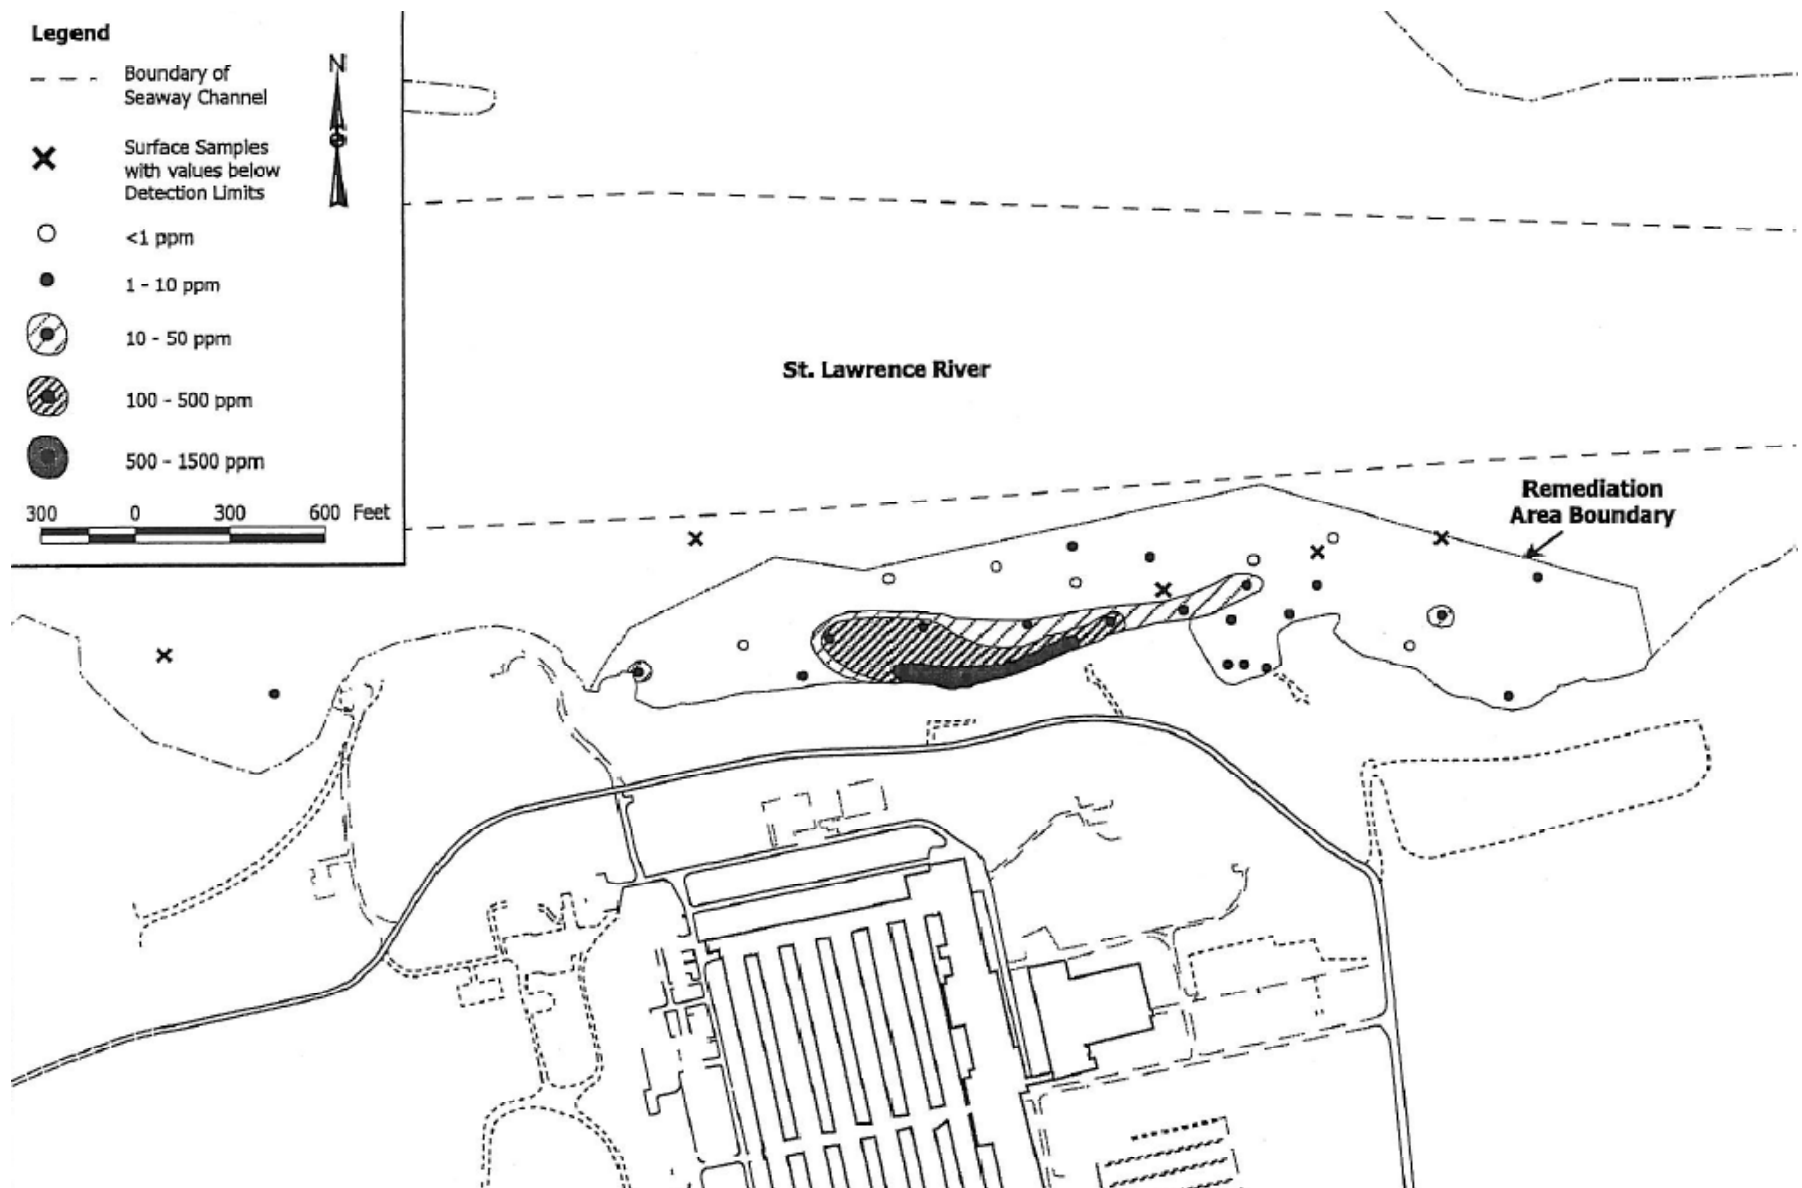 Legend
Boundary of
Seaway Channel
N
Surface Samples
with values below
Detection Limits
<1 ppm
1 - 10 ppm
10 - 50 ppm
100 - 500 ppm
500 - 1500 ppm
300 0 300 600 Feet
St. Lawrence River
Remediation
Area Boundary